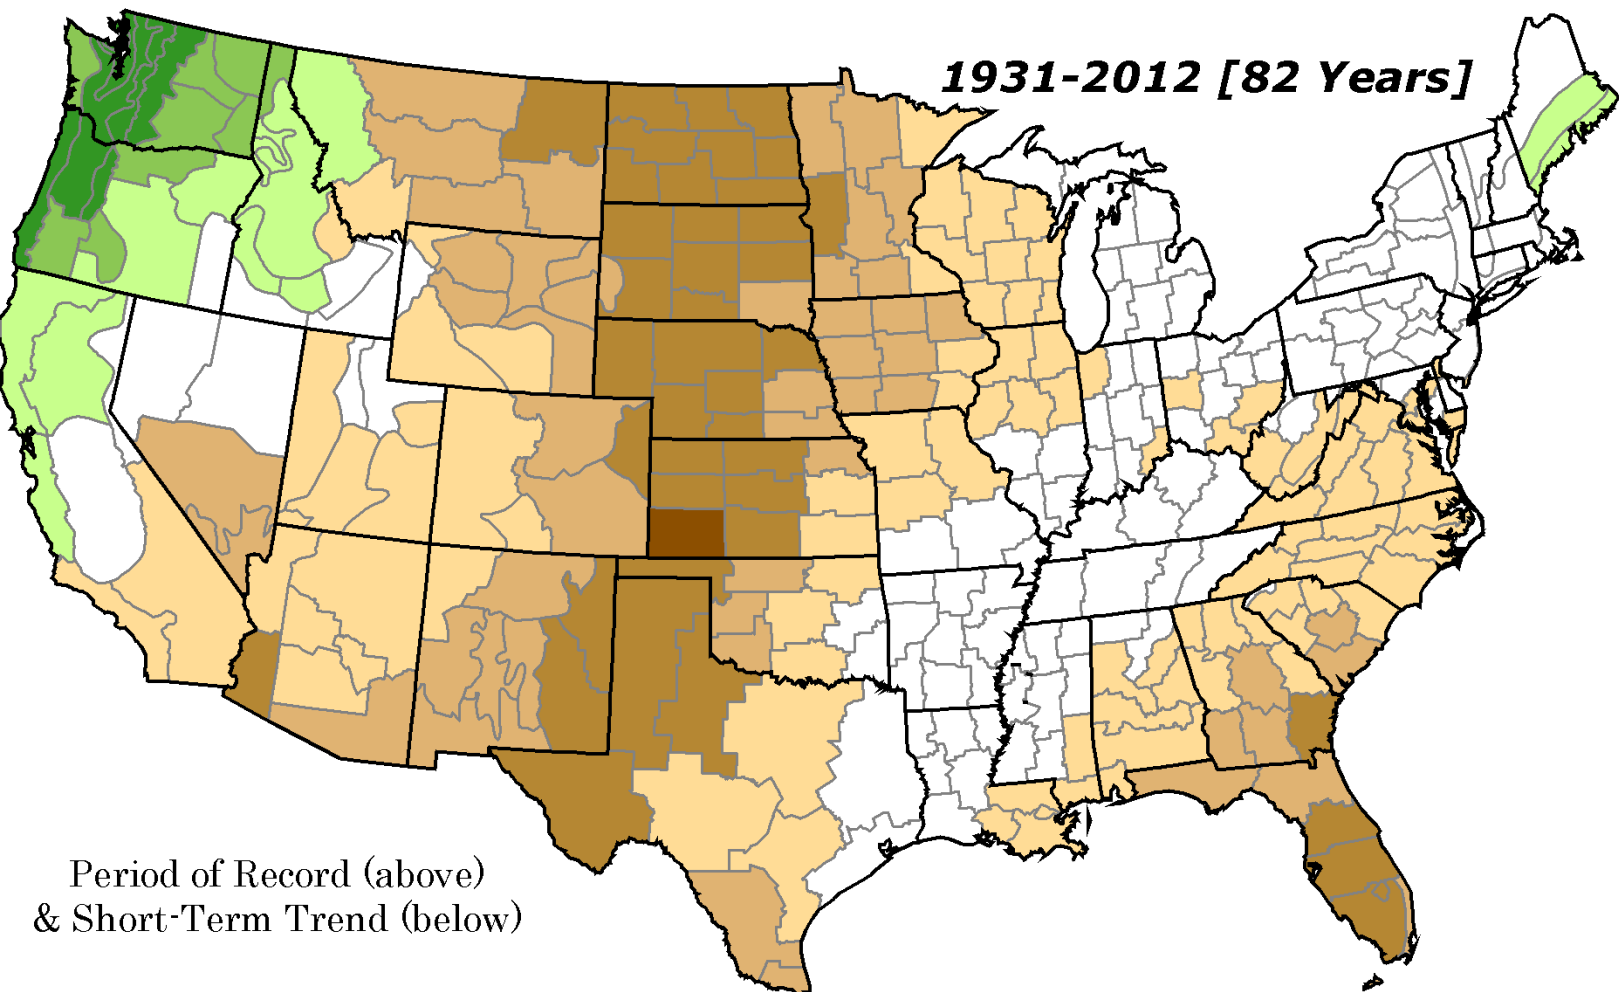 1931-2012 [82 Years]
Period of Record (above)
& Short-Term Trend (below)